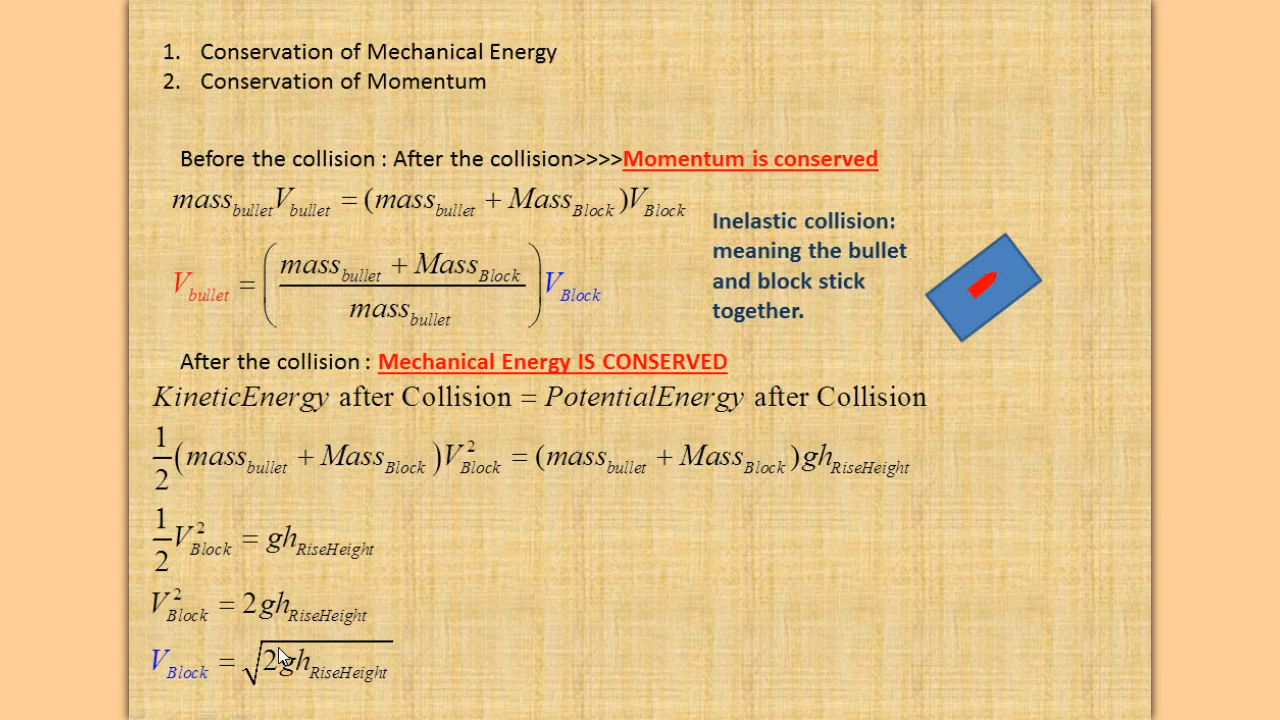 1. Conservation of Mechanical Energy
2. Conservation of Momentum
Before the collision : After the collision>>>>Momentum is conserved
mass_bullet V_bullet = (mass_bullet + Mass_Block)V_Block
V_bullet = ((mass_bullet + Mass_Block) / mass_bullet) V_Block
Inelastic collision:
meaning the bullet
and block stick
together.
After the collision : Mechanical Energy IS CONSERVED
KineticEnergy after Collision = PotentialEnergy after Collision
1/2 (mass_bullet + Mass_Block)V²_Block = (mass_bullet + Mass_Block)gh_RiseHeight
1/2 V²_Block = gh_RiseHeight
V²_Block = 2gh_RiseHeight
V_Block = √(2gh_RiseHeight)